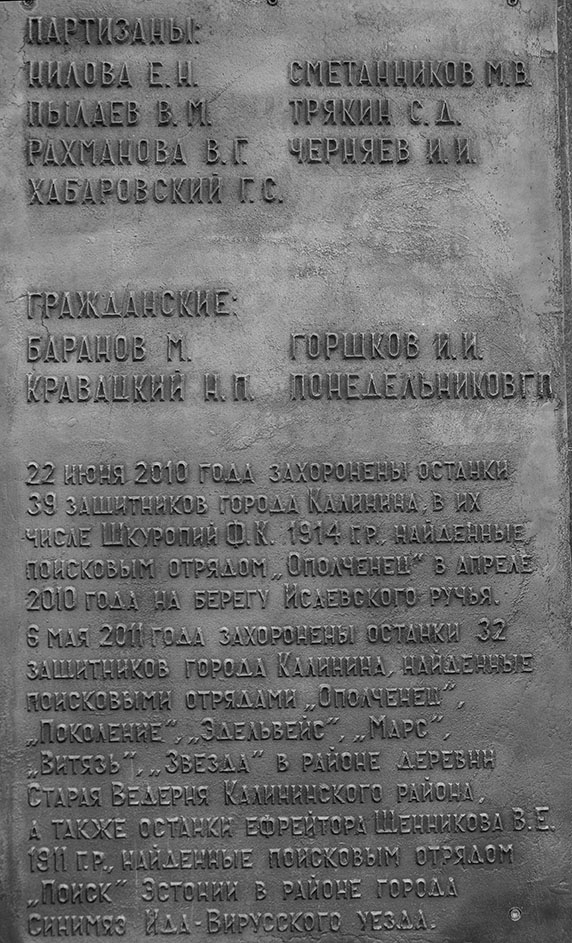 ПАРТИЗАНЫ:
НИЛОВА Е. Н. СМЕТАННИКОВ М.В.
ПЫЛАЕВ В. М. ТРЯКИН С. Д.
РАХМАНОВА В. Г. ЧЕРНЯЕВ И. И.
ХАБАРОВСКИЙ Г. С.
ГРАЖДАНСКИЕ:
БАРАНОВ М. ГОРШКОВ И. И.
КРАВАЦКИЙ Н. П. ПОНЕДЕЛЬНИКОВ Г.П.
22 ИЮНЯ 2010 ГОДА ЗАХОРОНЕНЫ ОСТАНКИ
39 ЗАЩИТНИКОВ ГОРОДА КАЛИНИНА, В ИХ
ЧИСЛЕ ШКУРОПИЙ Ф. К. 1914 Г.Р., НАЙДЕННЫЕ
ПОИСКОВЫМ ОТРЯДОМ „ОПОЛЧЕНЕЦ” В АПРЕЛЕ
2010 ГОДА НА БЕРЕГУ ИСАЕВСКОГО РУЧЬЯ.
6 МАЯ 2011 ГОДА ЗАХОРОНЕНЫ ОСТАНКИ 32
ЗАЩИТНИКОВ ГОРОДА КАЛИНИНА, НАЙДЕННЫЕ
ПОИСКОВЫМИ ОТРЯДАМИ „ОПОЛЧЕНЕЦ”,
„ПОКОЛЕНИЕ”, „ЭДЕЛЬВЕЙС”, „МАРС”,
„ВИТЯЗЬ”, „ЗВЕЗДА” В РАЙОНЕ ДЕРЕВНИ
СТАРАЯ ВЕДЕРНЯ КАЛИНИНСКОГО РАЙОНА,
А ТАКЖЕ ОСТАНКИ ЕФРЕЙТОРА ЩЕННИКОВА В. Е.
1911 Г.Р., НАЙДЕННЫЕ ПОИСКОВЫМ ОТРЯДОМ
„ПОИСК” ЭСТОНИИ В РАЙОНЕ ГОРОДА
СИНИМЯЭ ИДА-ВИРУССКОГО УЕЗДА.